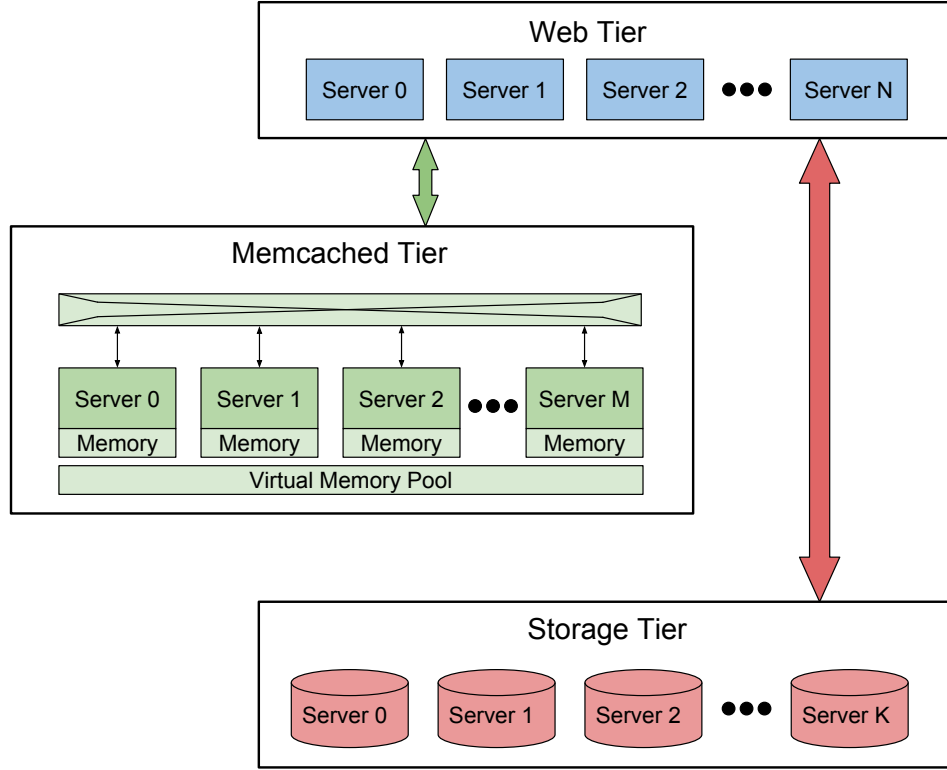 Web Tier
Server 0 Server 1 Server 2 Server N
Memcached Tier
Server 0 Server 1 Server 2 Server M
Memory Memory Memory Memory
Virtual Memory Pool
Storage Tier
Server 0 Server 1 Server 2 Server K